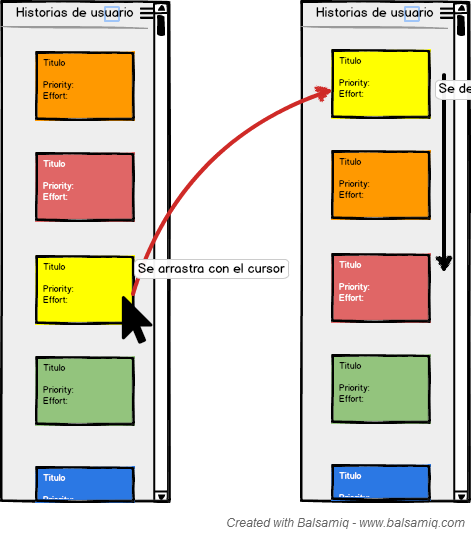 Historias de usuario
Titulo
Priority:
Effort:
Titulo
Priority:
Effort:
Titulo
Priority:
Effort:
Titulo
Priority:
Effort:
Titulo
Priority:
Se arrastra con el cursor
Historias de usuario
Titulo
Priority:
Effort:
Se de
Titulo
Priority:
Effort:
Titulo
Priority:
Effort:
Titulo
Priority:
Effort:
Titulo
Priority:
Created with Balsamiq - www.balsamiq.com